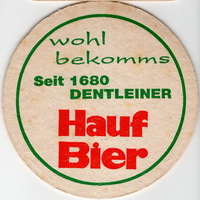 wohl
bekomms
Seit 1680
DENTLEINER
Hauf
Bier